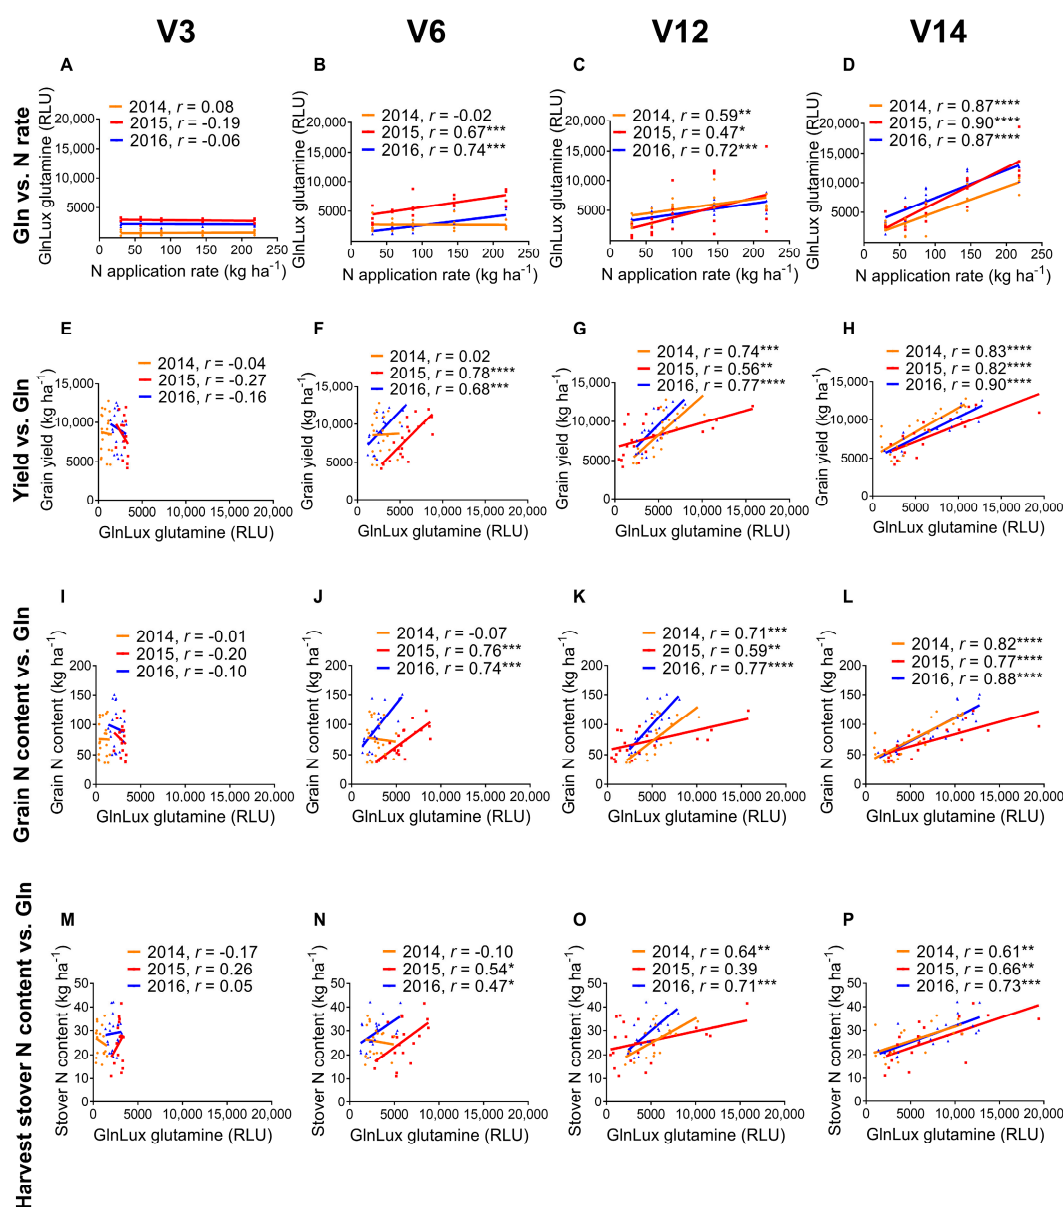 V3 V6 V12 V14
Gln vs. N rate
A
2014, r = 0.08
2015, r = -0.19
2016, r = -0.06
GlnLux glutamine (RLU)
20,000
15,000
10,000
5000
0 50 100 150 200 250
N application rate (kg ha-1)
B
2014, r = -0.02
2015, r = 0.67***
2016, r = 0.74***
GlnLux glutamine (RLU)
20,000
15,000
10,000
5000
0 50 100 150 200 250
N application rate (kg ha-1)
C
2014, r = 0.59**
2015, r = 0.47*
2016, r = 0.72***
GlnLux glutamine (RLU)
20,000
15,000
10,000
5000
0 50 100 150 200 250
N application rate (kg ha-1)
D
2014, r = 0.87****
2015, r = 0.90****
2016, r = 0.87****
GlnLux glutamine (RLU)
20,000
15,000
10,000
5000
0 50 100 150 200 250
N application rate (kg ha-1)
Yield vs. Gln
E
2014, r = -0.04
2015, r = -0.27
2016, r = -0.16
Grain yield (kg ha-1)
15,000
10,000
5000
0
0 5000 10,000 15,000 20,000
GlnLux glutamine (RLU)
F
2014, r = 0.02
2015, r = 0.78****
2016, r = 0.68***
Grain yield (kg ha-1)
15,000
10,000
5000
0
0 5000 10,000 15,000 20,000
GlnLux glutamine (RLU)
G
2014, r = 0.74***
2015, r = 0.56**
2016, r = 0.77****
Grain yield (kg ha-1)
15,000
10,000
5000
0
0 5000 10,000 15,000 20,000
GlnLux glutamine (RLU)
H
2014, r = 0.83****
2015, r = 0.82****
2016, r = 0.90****
Grain yield (kg ha-1)
15,000
10,000
5000
0
0 5000 10,000 15,000 20,000
GlnLux glutamine (RLU)
Grain N content vs. Gln
I
2014, r = -0.01
2015, r = -0.20
2016, r = -0.10
Grain N content (kg ha-1)
200
150
100
50
0
0 5000 10,000 15,000 20,000
GlnLux glutamine (RLU)
J
2014, r = -0.07
2015, r = 0.76***
2016, r = 0.74***
Grain N content (kg ha-1)
200
150
100
50
0
0 5000 10,000 15,000 20,000
GlnLux glutamine (RLU)
K
2014, r = 0.71***
2015, r = 0.59**
2016, r = 0.77****
Grain N content (kg ha-1)
200
150
100
50
0
0 5000 10,000 15,000 20,000
GlnLux glutamine (RLU)
L
2014, r = 0.82****
2015, r = 0.77****
2016, r = 0.88****
Grain N content (kg ha-1)
200
150
100
50
0
0 5000 10,000 15,000 20,000
GlnLux glutamine (RLU)
Harvest stover N content vs. Gln
M
2014, r = -0.17
2015, r = 0.26
2016, r = 0.05
Stover N content (kg ha-1)
50
40
30
20
10
0
0 5000 10,000 15,000 20,000
GlnLux glutamine (RLU)
N
2014, r = -0.10
2015, r = 0.54*
2016, r = 0.47*
Stover N content (kg ha-1)
50
40
30
20
10
0
0 5000 10,000 15,000 20,000
GlnLux glutamine (RLU)
O
2014, r = 0.64**
2015, r = 0.39
2016, r = 0.71***
Stover N content (kg ha-1)
50
40
30
20
10
0
0 5000 10,000 15,000 20,000
GlnLux glutamine (RLU)
P
2014, r = 0.61**
2015, r = 0.66**
2016, r = 0.73***
Stover N content (kg ha-1)
50
40
30
20
10
0
0 5000 10,000 15,000 20,000
GlnLux glutamine (RLU)